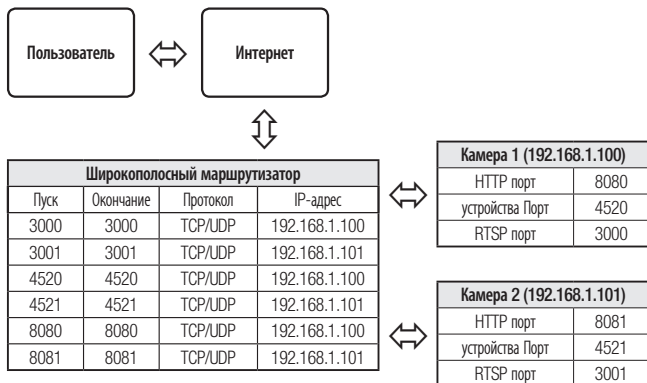 Пользователь
Интернет
Широкополосный маршрутизатор
Пуск Окончание Протокол IP-адрес
3000 3000 TCP/UDP 192.168.1.100
3001 3001 TCP/UDP 192.168.1.101
4520 4520 TCP/UDP 192.168.1.100
4521 4521 TCP/UDP 192.168.1.101
8080 8080 TCP/UDP 192.168.1.100
8081 8081 TCP/UDP 192.168.1.101
Камера 1 (192.168.1.100)
HTTP порт 8080
устройства Порт 4520
RTSP порт 3000
Камера 2 (192.168.1.101)
HTTP порт 8081
устройства Порт 4521
RTSP порт 3001